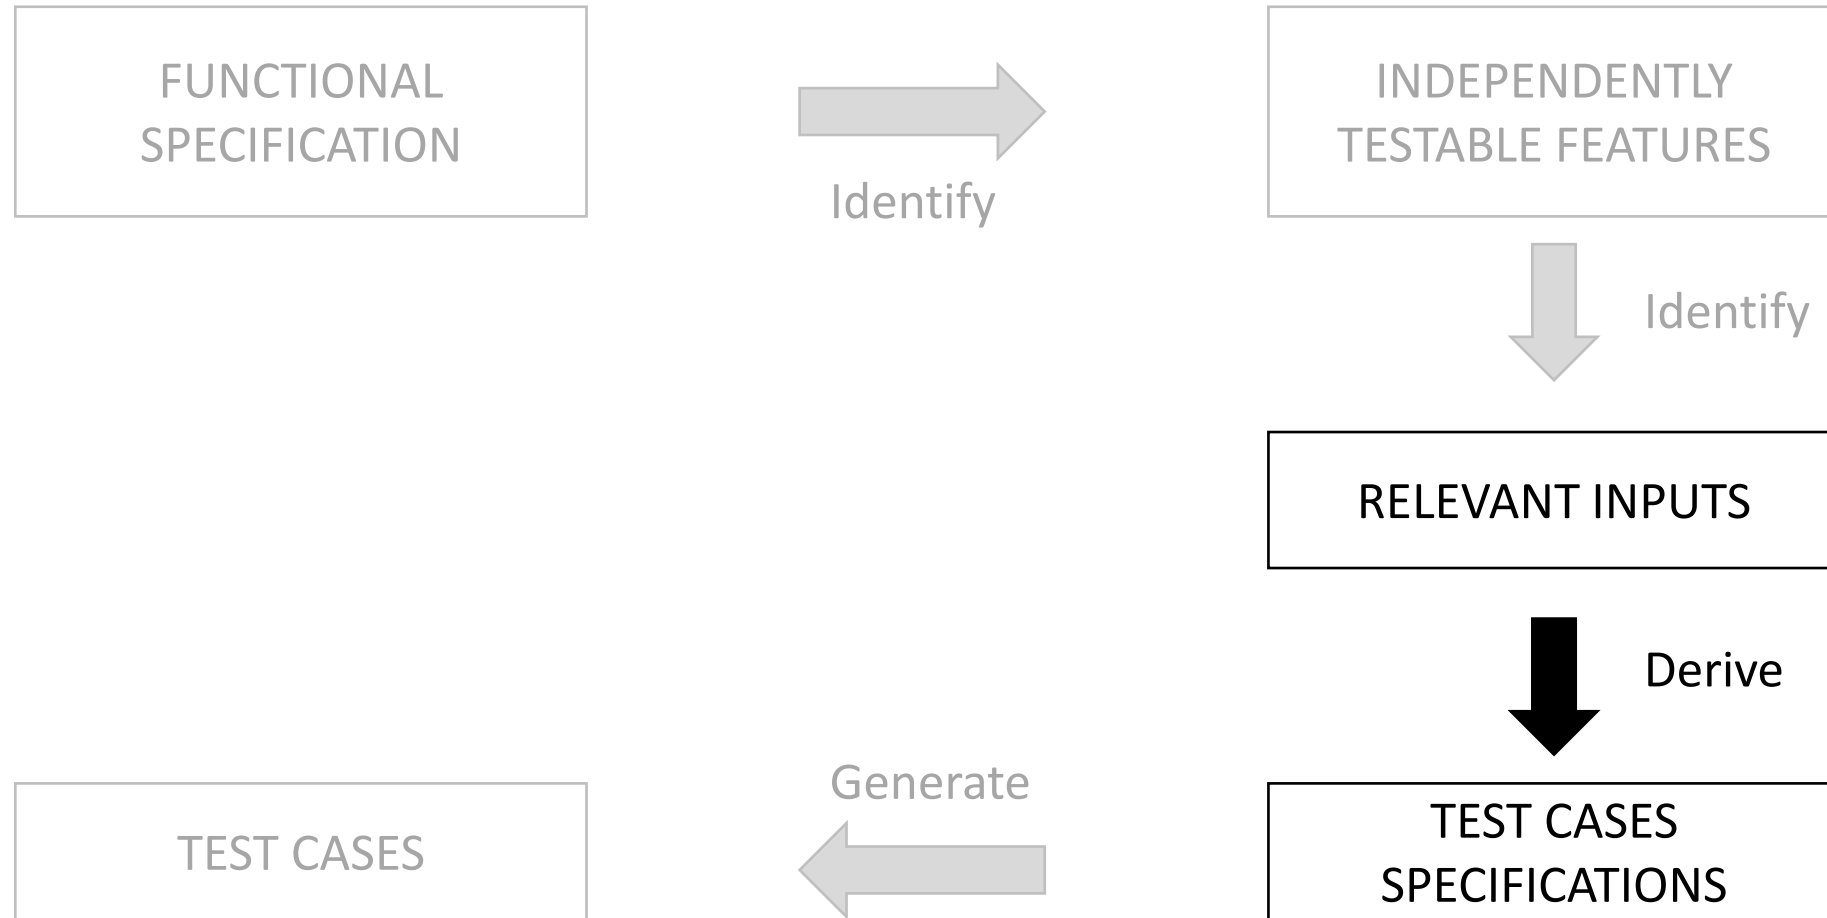 FUNCTIONAL
SPECIFICATION
Identify
INDEPENDENTLY
TESTABLE FEATURES
Identify
RELEVANT INPUTS
Derive
TEST CASES
SPECIFICATIONS
Generate
TEST CASES